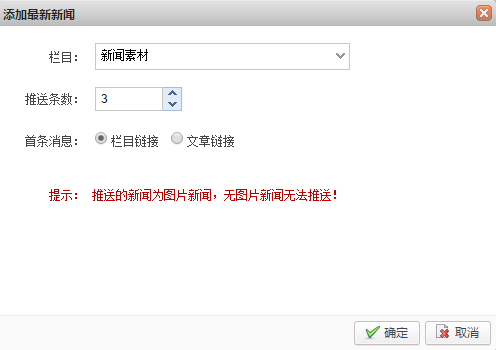 添加最新新闻
栏目： 新闻素材
推送条数： 3
首条消息： 栏目链接 文章链接
提示： 推送的新闻为图片新闻，无图片新闻无法推送！
确定 取消